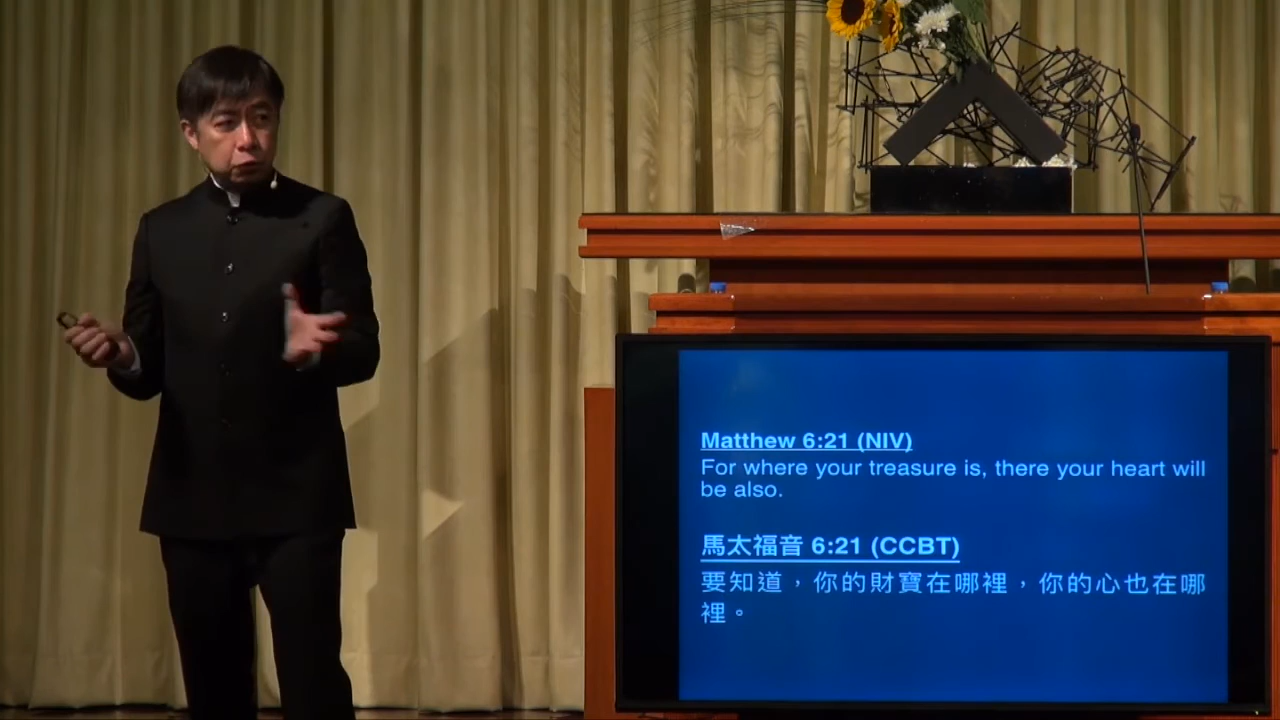 Matthew 6:21 (NIV)
For where your treasure is, there your heart will
be also.
馬太福音 6:21 (CCBT)
要知道，你的財寶在哪裡，你的心也在哪
裡。